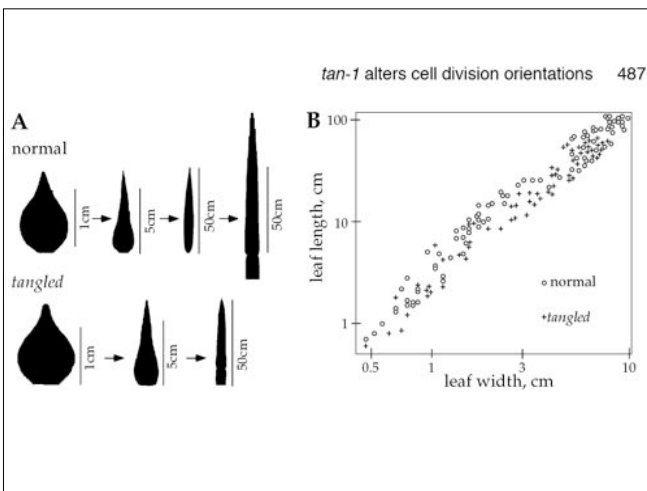 tan-1 alters cell division orientations 487
A
normal
1cm
5cm
50cm
50cm
tangled
1cm
5cm
50cm
B
leaf length, cm
100
10
1
normal
tangled
0.5 1 3 10
leaf width, cm